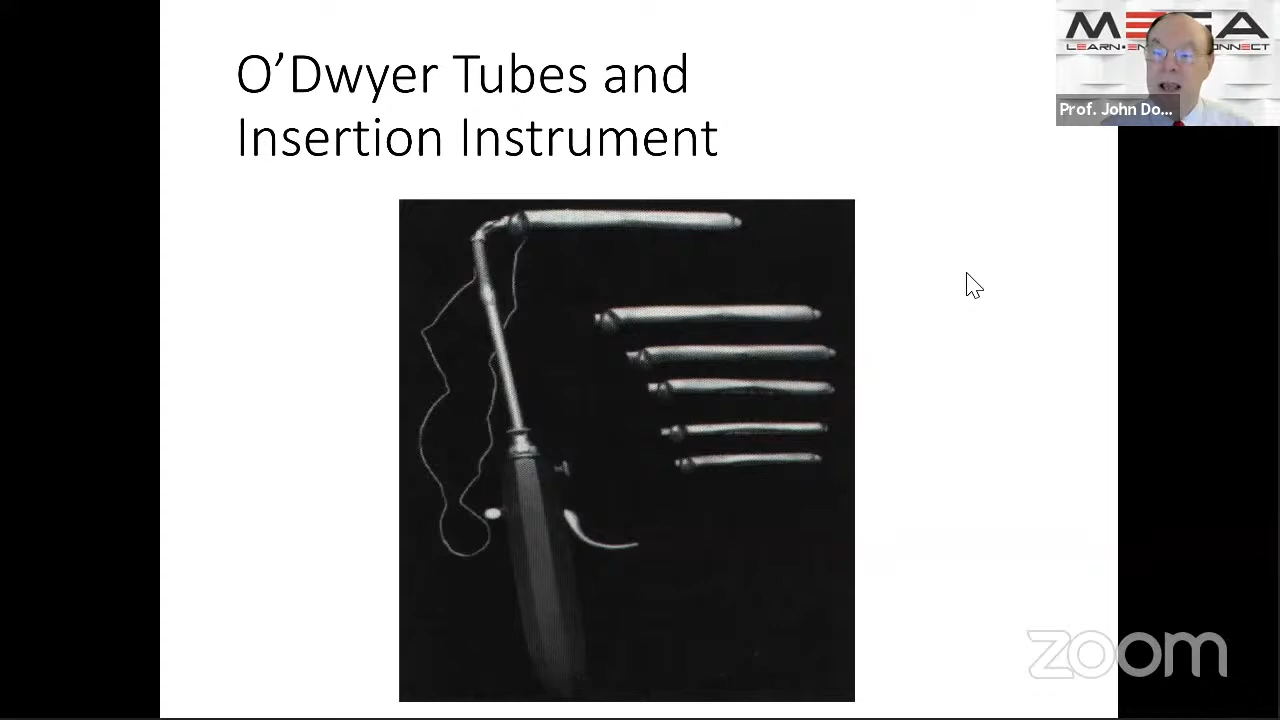 O'Dwyer Tubes and
Insertion Instrument
Prof. John Do...
zoom